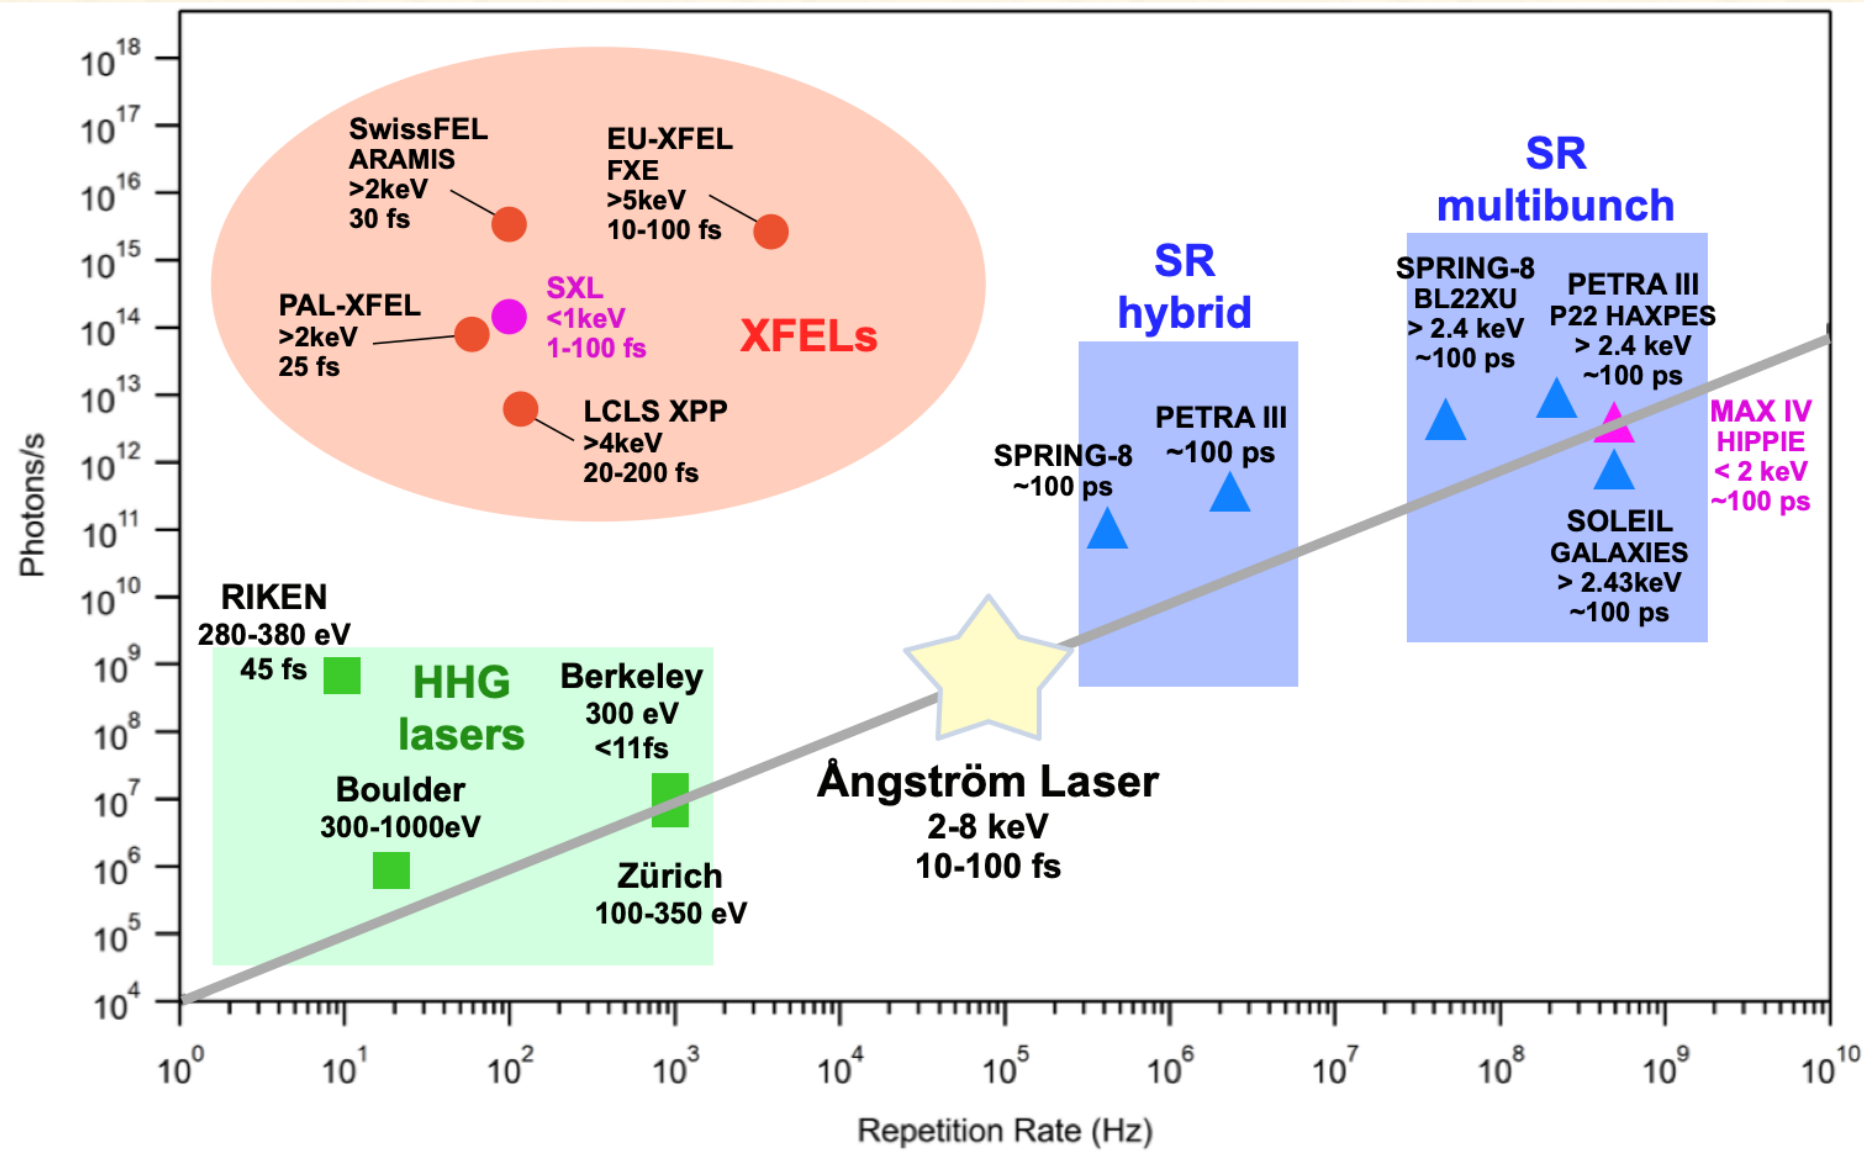 Photons/s
10^18
10^17
10^16
10^15
10^14
10^13
10^12
10^11
10^10
10^9
10^8
10^7
10^6
10^5
10^4
SwissFEL
ARAMIS
>2keV
30 fs
EU-XFEL
FXE
>5keV
10-100 fs
PAL-XFEL
>2keV
25 fs
SXL
<1keV
1-100 fs
XFELs
LCLS XPP
>4keV
20-200 fs
SR
hybrid
SPRING-8
~100 ps
PETRA III
~100 ps
SR
multibunch
SPRING-8
BL22XU
> 2.4 keV
~100 ps
PETRA III
P22 HAXPES
> 2.4 keV
~100 ps
MAX IV
HIPPIE
< 2 keV
~100 ps
SOLEIL
GALAXIES
> 2.43keV
~100 ps
RIKEN
280-380 eV
45 fs
HHG
lasers
Berkeley
300 eV
<11fs
Boulder
300-1000eV
Zürich
100-350 eV
Ångström Laser
2-8 keV
10-100 fs
10^0
10^1
10^2
10^3
10^4
10^5
10^6
10^7
10^8
10^9
10^10
Repetition Rate (Hz)